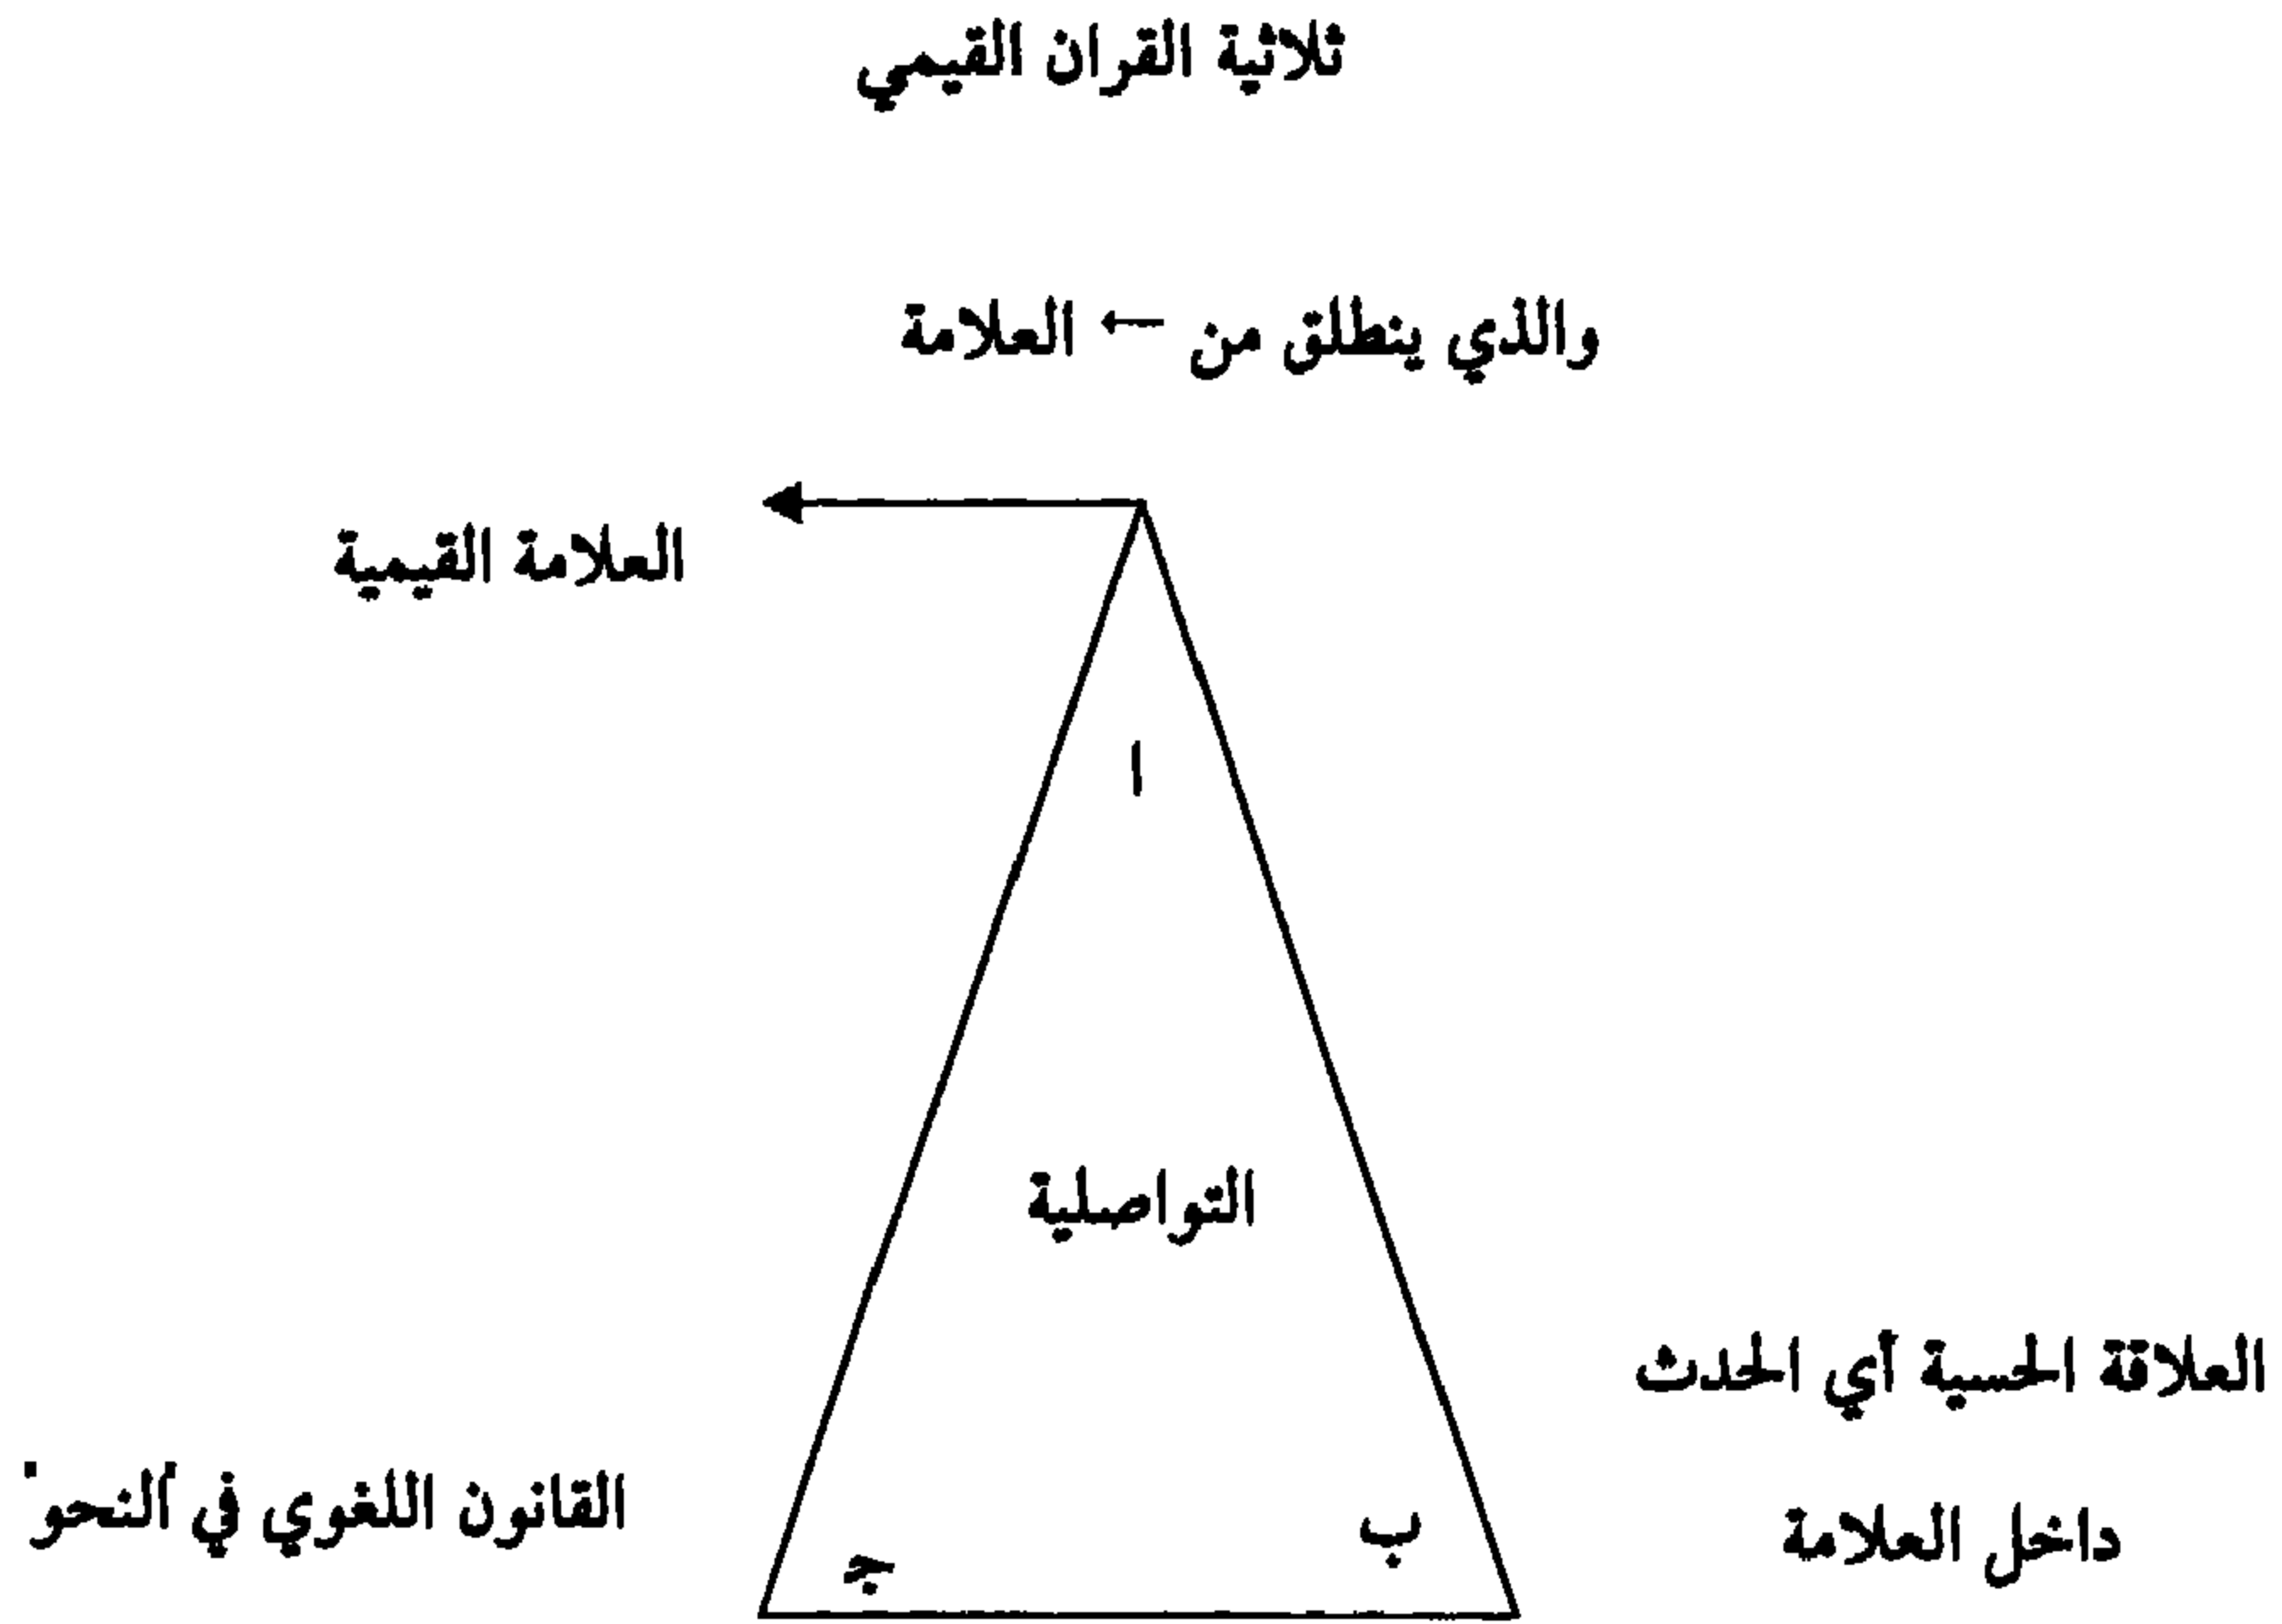 ثلاثية القران القيمي
والذي ينطلق من ← العلامة
العلامة القيمية
ا
التواصلية
العلاقة الحسية أي الحدث
داخل العلامة
القانون اللغوي في "النحو"
ب
ج